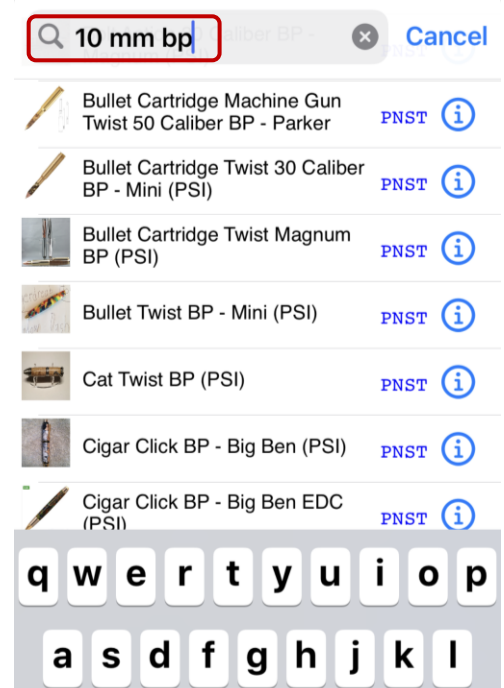 10 mm bp
Cancel
Bullet Cartridge Machine Gun
Twist 50 Caliber BP - Parker
PNST
Bullet Cartridge Twist 30 Caliber
BP - Mini (PSI)
PNST
Bullet Cartridge Twist Magnum
BP (PSI)
PNST
Bullet Twist BP - Mini (PSI)
PNST
Cat Twist BP (PSI)
PNST
Cigar Click BP - Big Ben (PSI)
PNST
Cigar Click BP - Big Ben EDC
(PSI)
PNST
q w e r t y u i o p
a s d f g h j k l